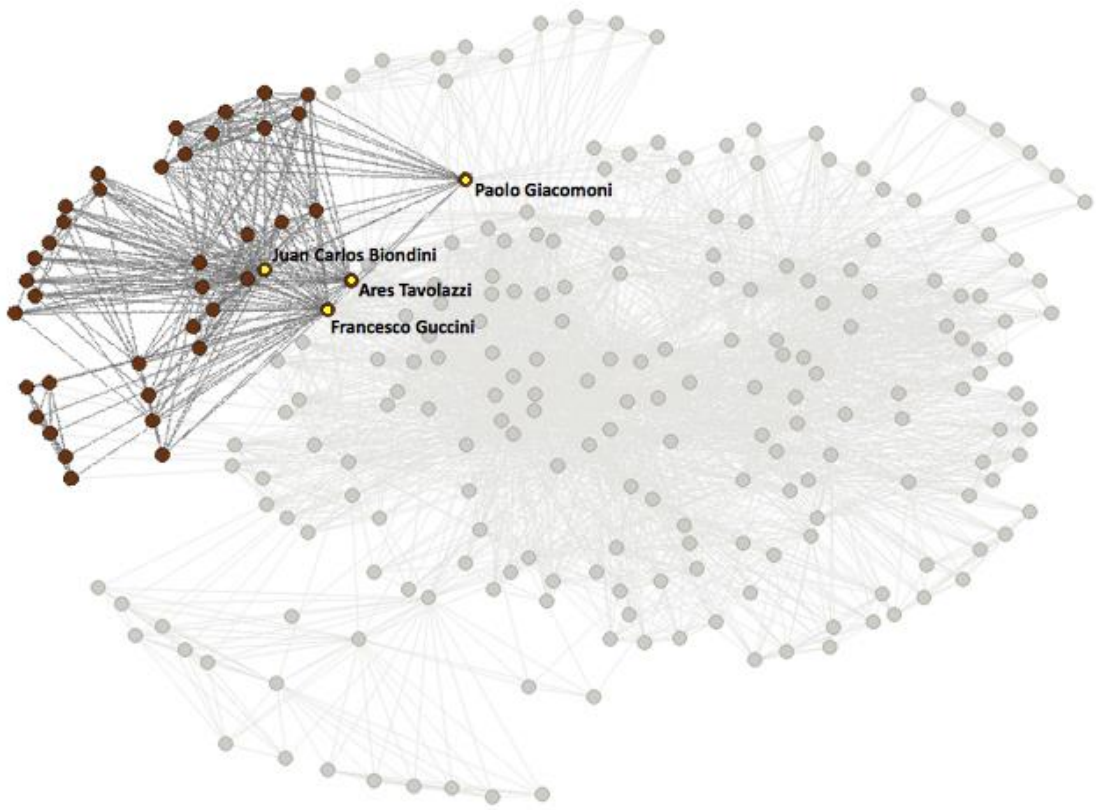 Paolo Giacomoni
Juan Carlos Biondini
Ares Tavolazzi
Francesco Guccini